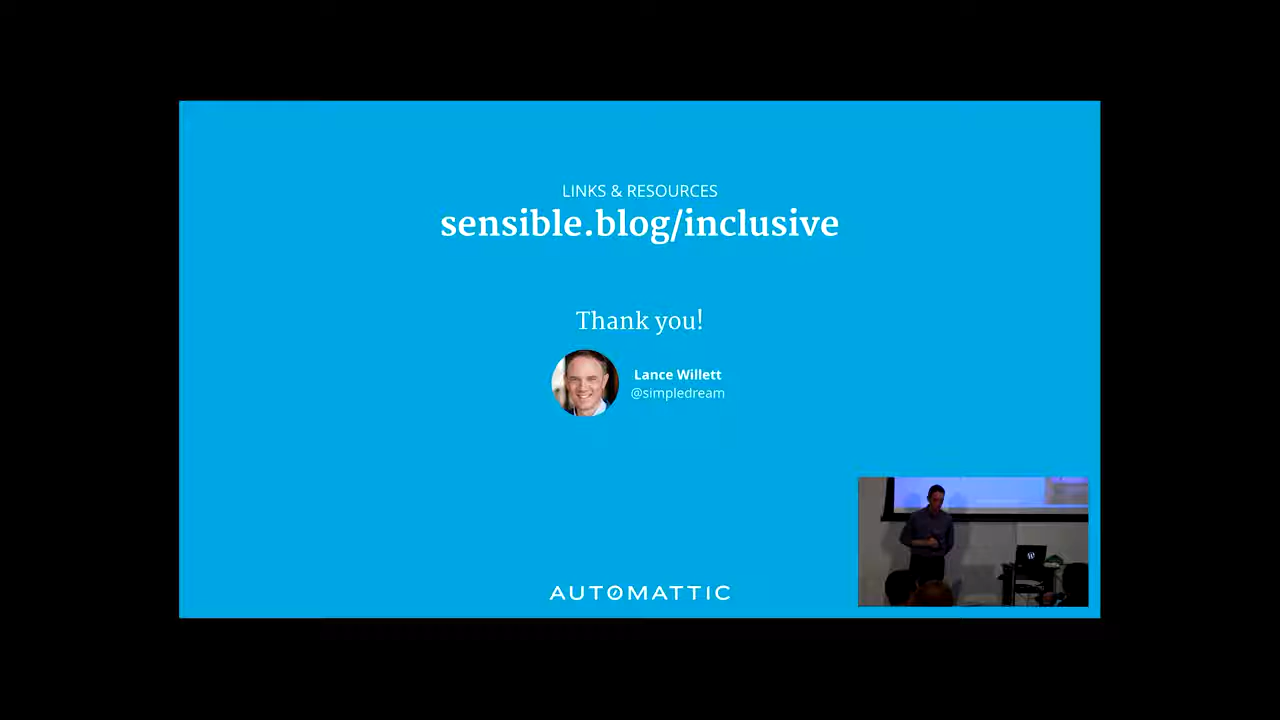 LINKS & RESOURCES
sensible.blog/inclusive
Thank you!
Lance Willett
@simpledream
AUTOMATTIC